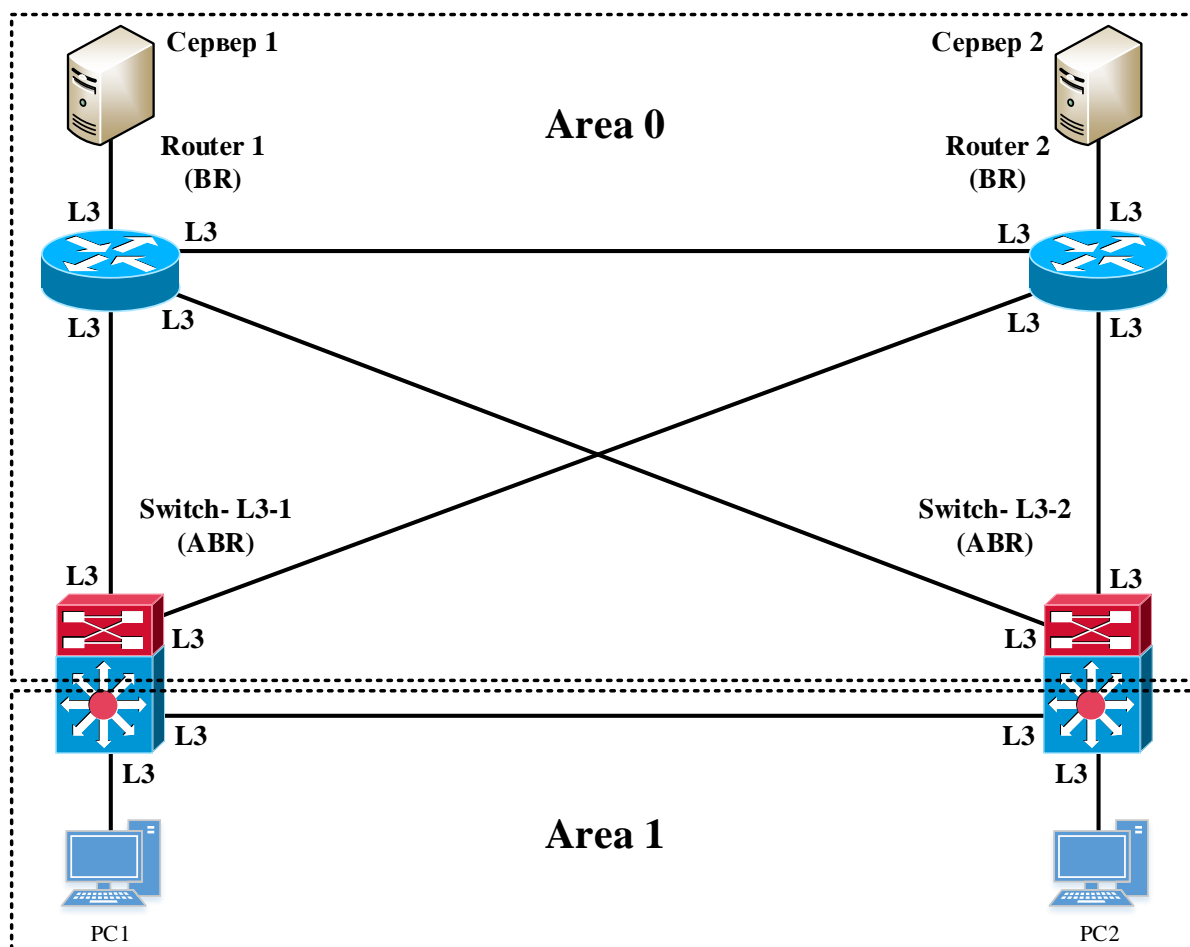 Сервер 1
Сервер 2
Area 0
Router 1
(BR)
Router 2
(BR)
L3
L3
L3
L3
L3
L3
L3
L3
Switch- L3-1
(ABR)
Switch- L3-2
(ABR)
L3
L3
L3
L3
L3
L3
L3
L3
Area 1
PC1
PC2